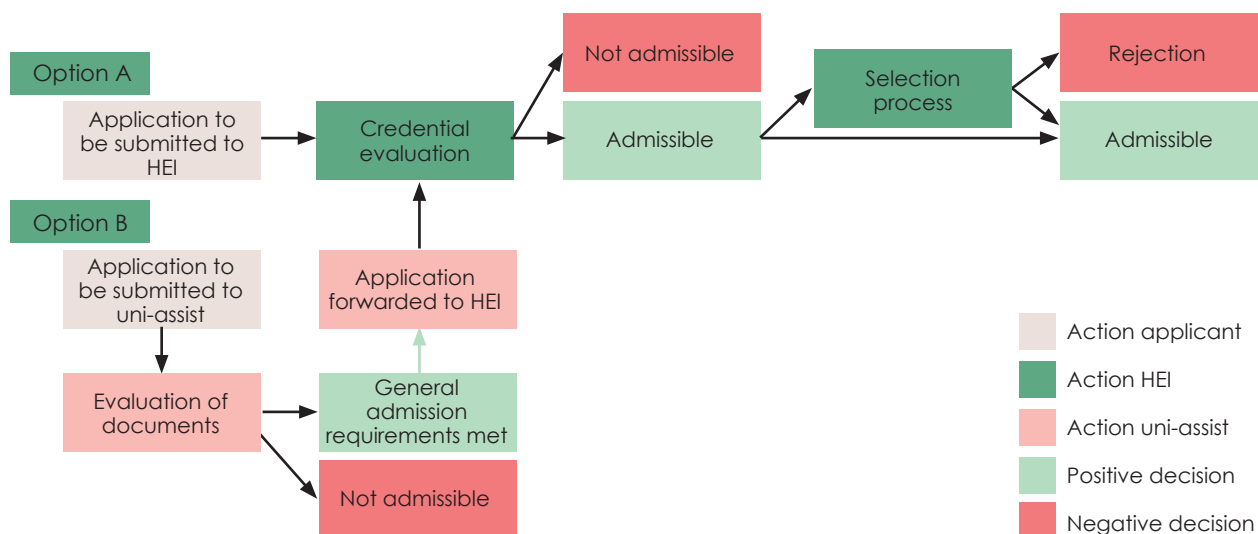 Option A
Application to
be submitted to
HEI
Credential
evaluation
Not admissible
Admissible
Selection
process
Rejection
Admissible
Option B
Application to
be submitted to
uni-assist
Application
forwarded to HEI
Evaluation of
documents
General
admission
requirements met
Not admissible
Action applicant
Action HEI
Action uni-assist
Positive decision
Negative decision